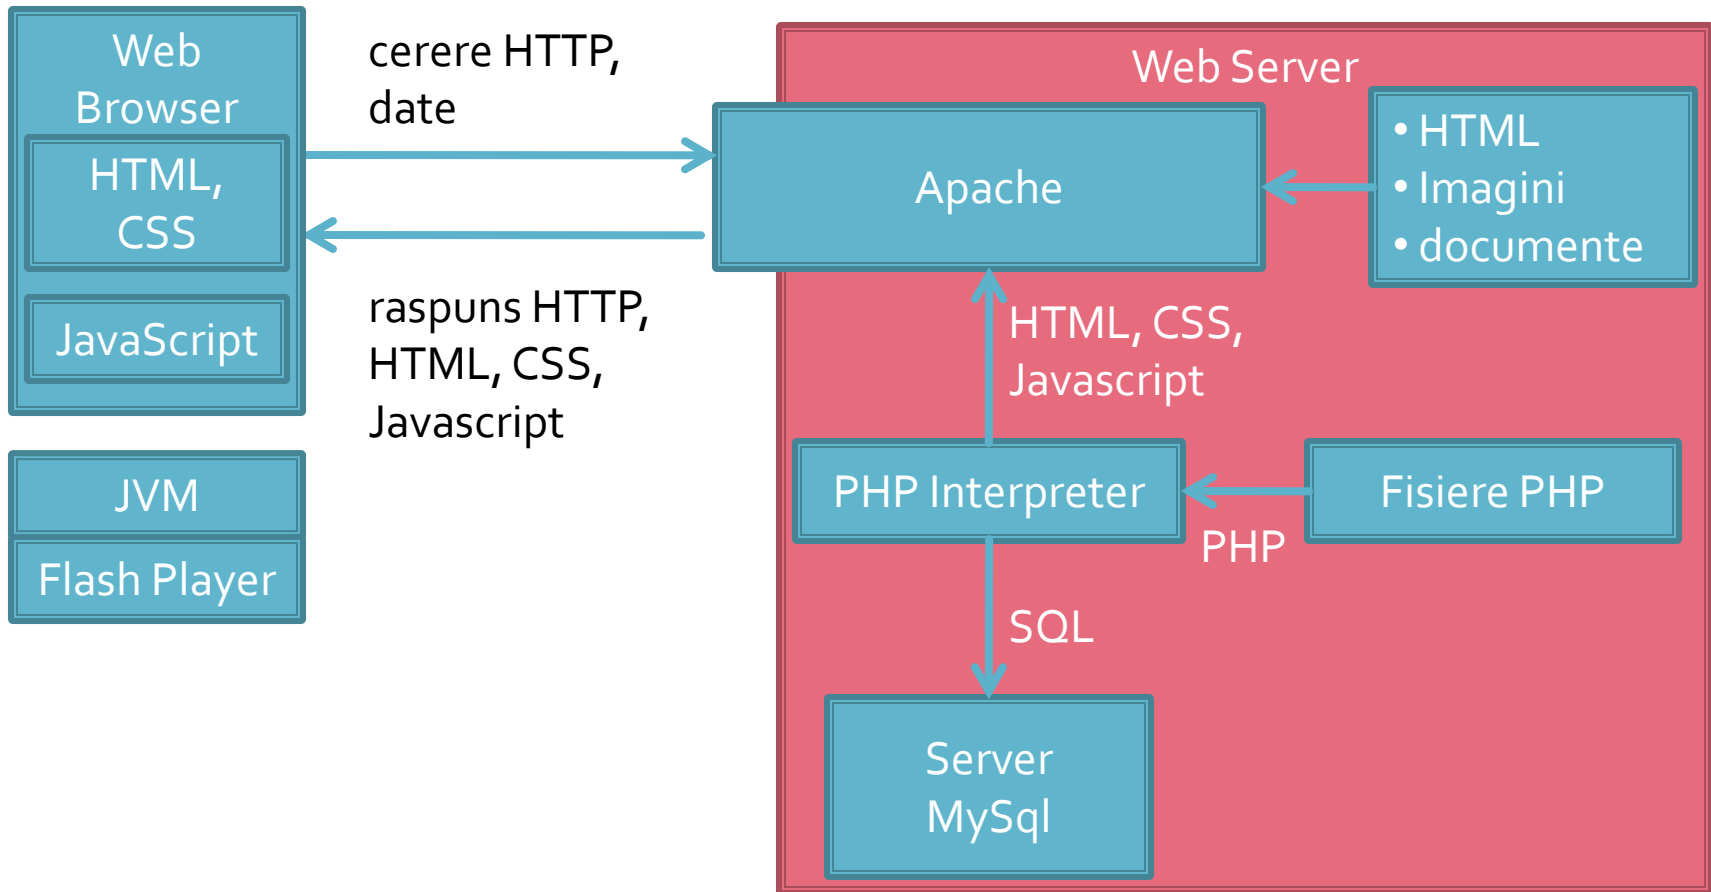 Web
Browser
HTML,
CSS
JavaScript
JVM
Flash Player
cerere HTTP,
date
raspuns HTTP,
HTML, CSS,
Javascript
Web Server
Apache
• HTML
• Imagini
• documente
HTML, CSS,
Javascript
PHP Interpreter
PHP
Fisiere PHP
SQL
Server
MySql